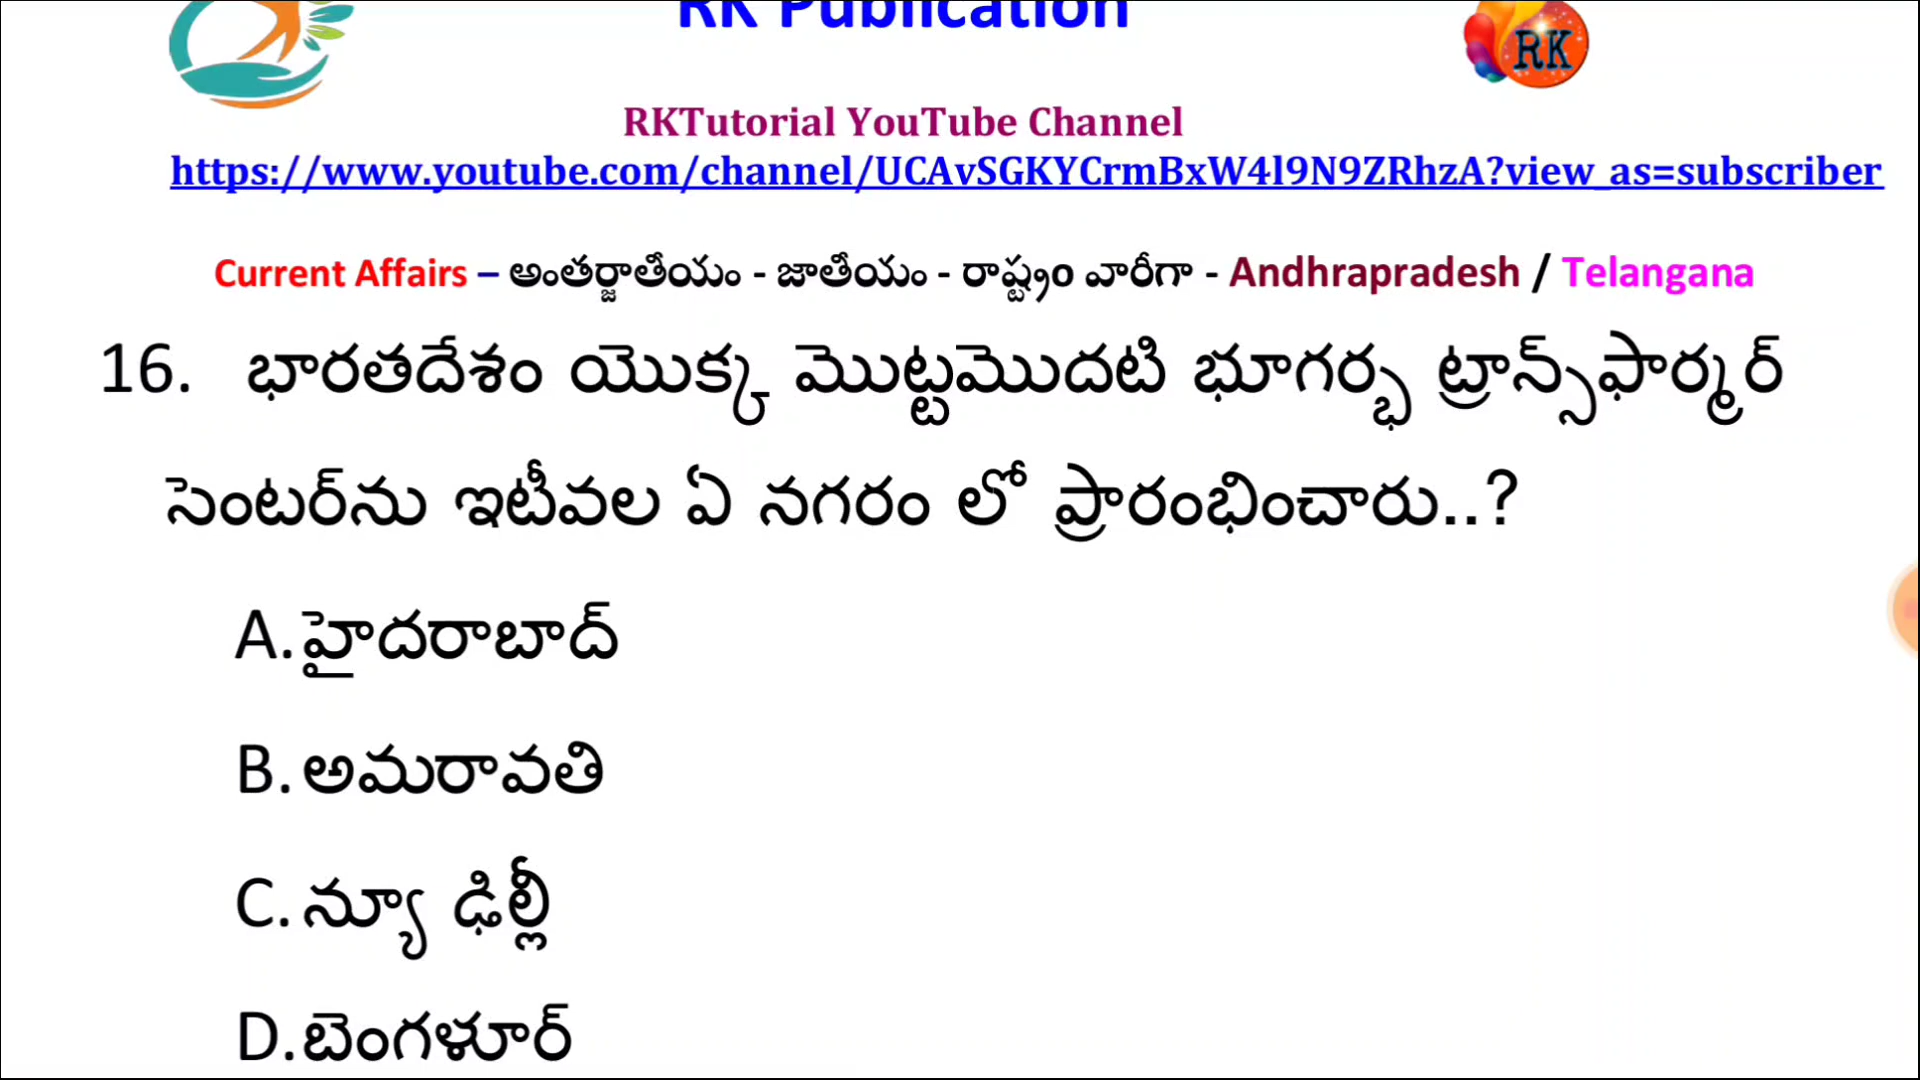 RK Publication
RK
RKTutorial YouTube Channel
https://www.youtube.com/channel/UCAvSGKYCrmBxW4l9N9ZRhzA?view_as=subscriber
Current Affairs – అంతర్జాతీయం - జాతీయం - రాష్ట్రంo వారీగా - Andhrapradesh / Telangana
16. భారతదేశం యొక్క మొట్టమొదటి భూగర్భ ట్రాన్స్‌ఫార్మర్
సెంటర్‌ను ఇటీవల ఏ నగరం లో ప్రారంభించారు..?
A. హైదరాబాద్
B. అమరావతి
C. న్యూ ఢిల్లీ
D. బెంగళూర్